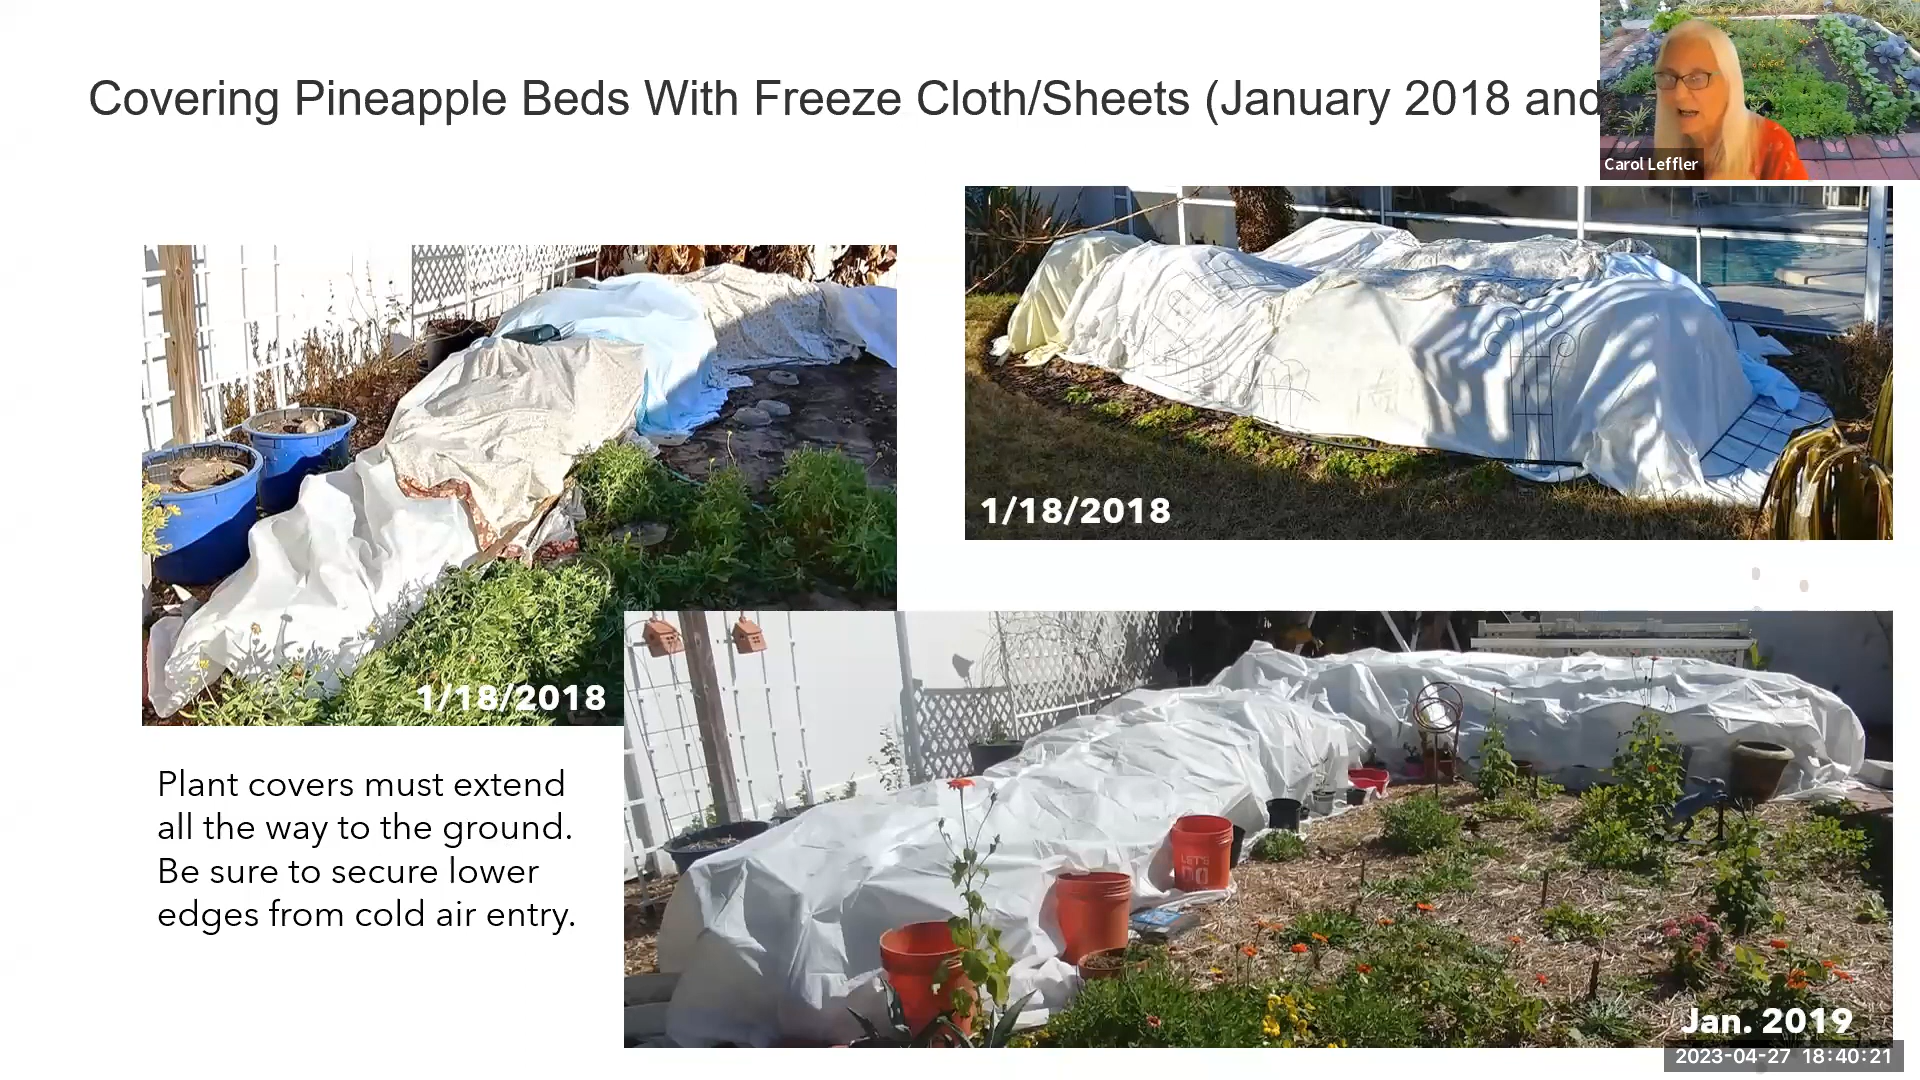 Covering Pineapple Beds With Freeze Cloth/Sheets (January 2018 and
Carol Leffler
1/18/2018
1/18/2018
Plant covers must extend
all the way to the ground.
Be sure to secure lower
edges from cold air entry.
LET'S
DO
Jan. 2019
2023-04-27 18:40:21